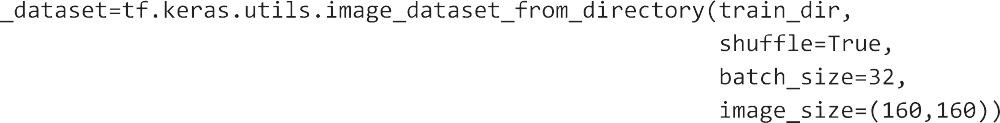 _dataset=tf.keras.utils.image_dataset_from_directory(train_dir,
shuffle=True,
batch_size=32,
image_size=(160,160))